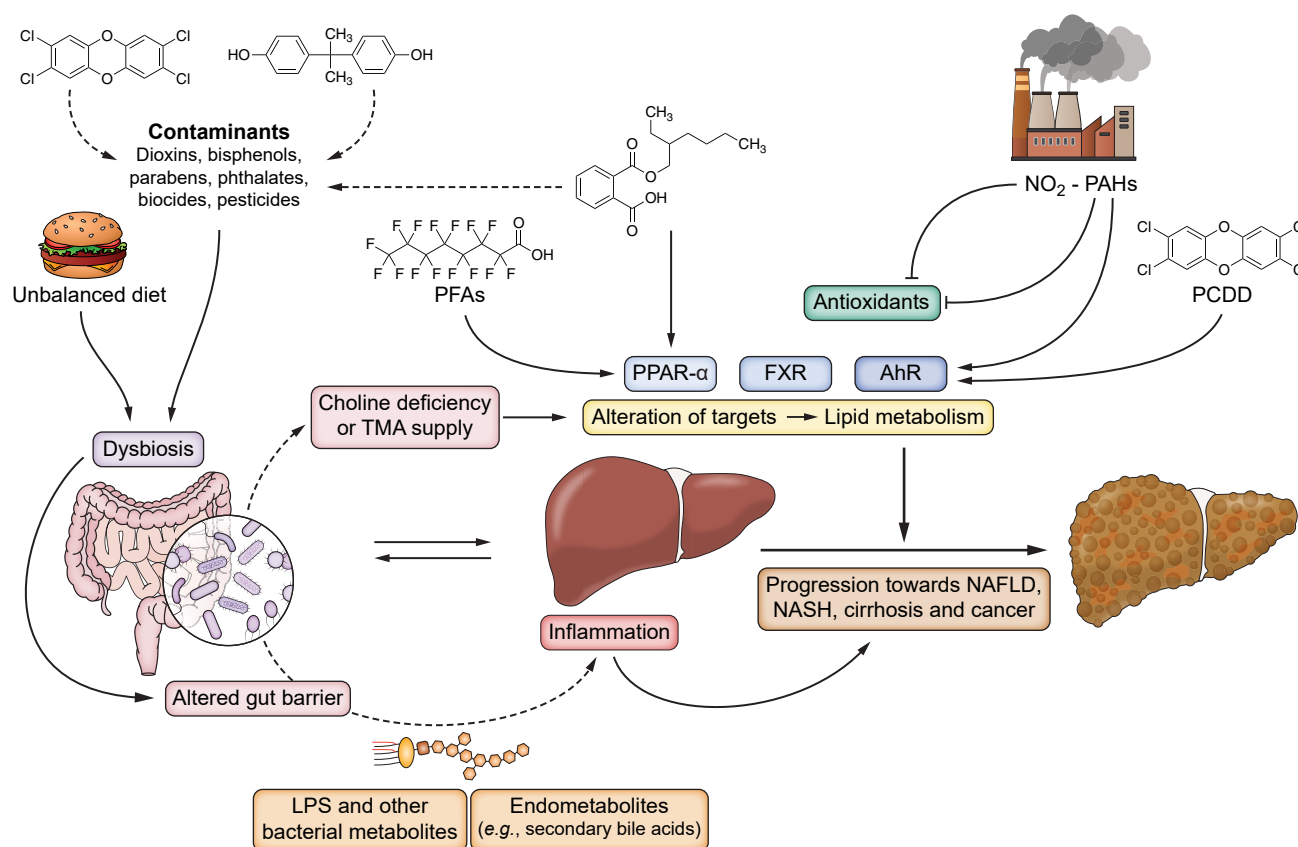 Cl
O
Cl
Cl
O
Cl
HO
CH3
CH3
OH
Contaminants
Dioxins, bisphenols,
parabens, phthalates,
biocides, pesticides
CH3
CH3
O
O
OH
O
NO2 - PAHs
Unbalanced diet
F F F F F F F O
F
F F F F F F F OH
PFAs
Cl
O
Cl
O
PCDD
Antioxidants
PPAR-α
FXR
AhR
Choline deficiency
or TMA supply
Alteration of targets → Lipid metabolism
Dysbiosis
Progression towards NAFLD,
NASH, cirrhosis and cancer
Inflammation
Altered gut barrier
LPS and other
bacterial metabolites
Endometabolites
(e.g., secondary bile acids)